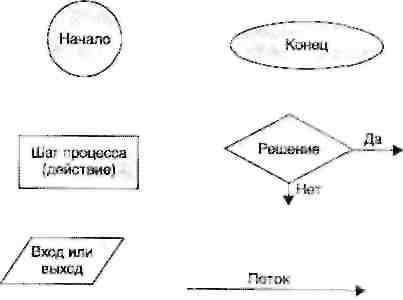 Начало
Конец
Шаг процесса
(действие)
Решение
Да
Нет
Вход или
выход
Поток